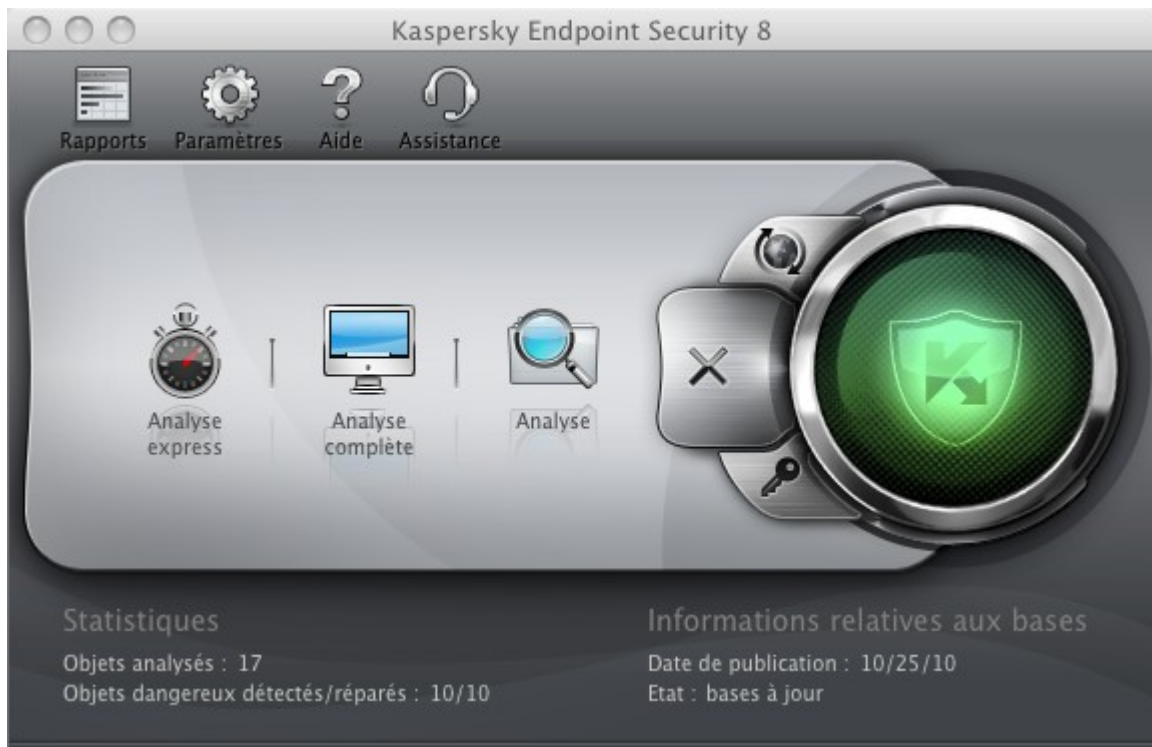 Kaspersky Endpoint Security 8
Rapports Paramètres Aide Assistance
Analyse
express
Analyse
complète
Analyse
Statistiques
Objets analysés : 17
Objets dangereux détectés/réparés : 10/10
Informations relatives aux bases
Date de publication : 10/25/10
Etat : bases à jour